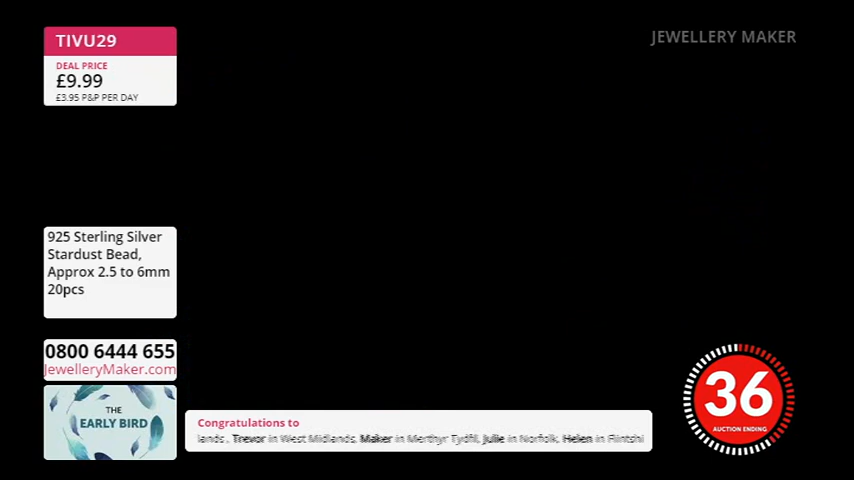 TIVU29
JEWELLERY MAKER
DEAL PRICE
£9.99
£3.95 P&P PER DAY
925 Sterling Silver
Stardust Bead,
Approx 2.5 to 6mm
20pcs
0800 6444 655
JewelleryMaker.com
THE
EARLY BIRD
Congratulations to
lands , Trevor in West Midlands, Maker in Merthyr Tydfil, Julie in Norfolk, Helen in Flintshi
36
AUCTION ENDING